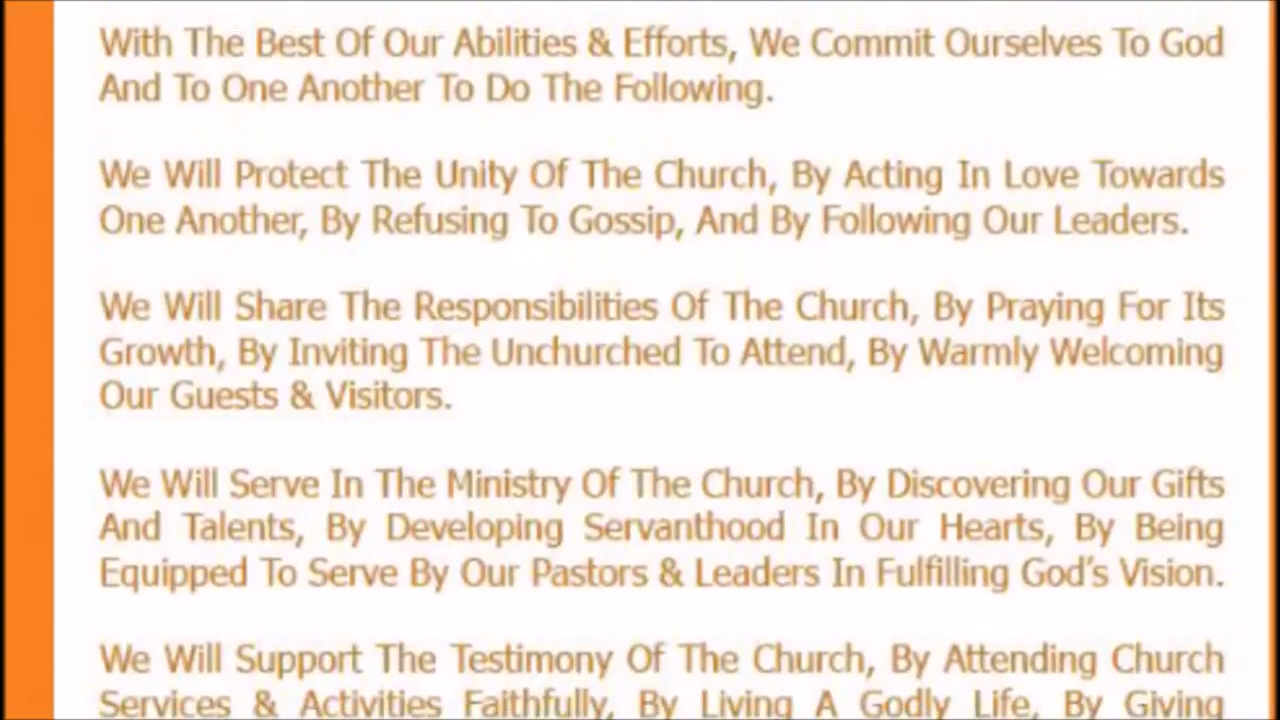 With The Best Of Our Abilities & Efforts, We Commit Ourselves To God
And To One Another To Do The Following.
We Will Protect The Unity Of The Church, By Acting In Love Towards
One Another, By Refusing To Gossip, And By Following Our Leaders.
We Will Share The Responsibilities Of The Church, By Praying For Its
Growth, By Inviting The Unchurched To Attend, By Warmly Welcoming
Our Guests & Visitors.
We Will Serve In The Ministry Of The Church, By Discovering Our Gifts
And Talents, By Developing Servanthood In Our Hearts, By Being
Equipped To Serve By Our Pastors & Leaders In Fulfilling God's Vision.
We Will Support The Testimony Of The Church, By Attending Church
Services & Activities Faithfully, By Living A Godly Life, By Giving